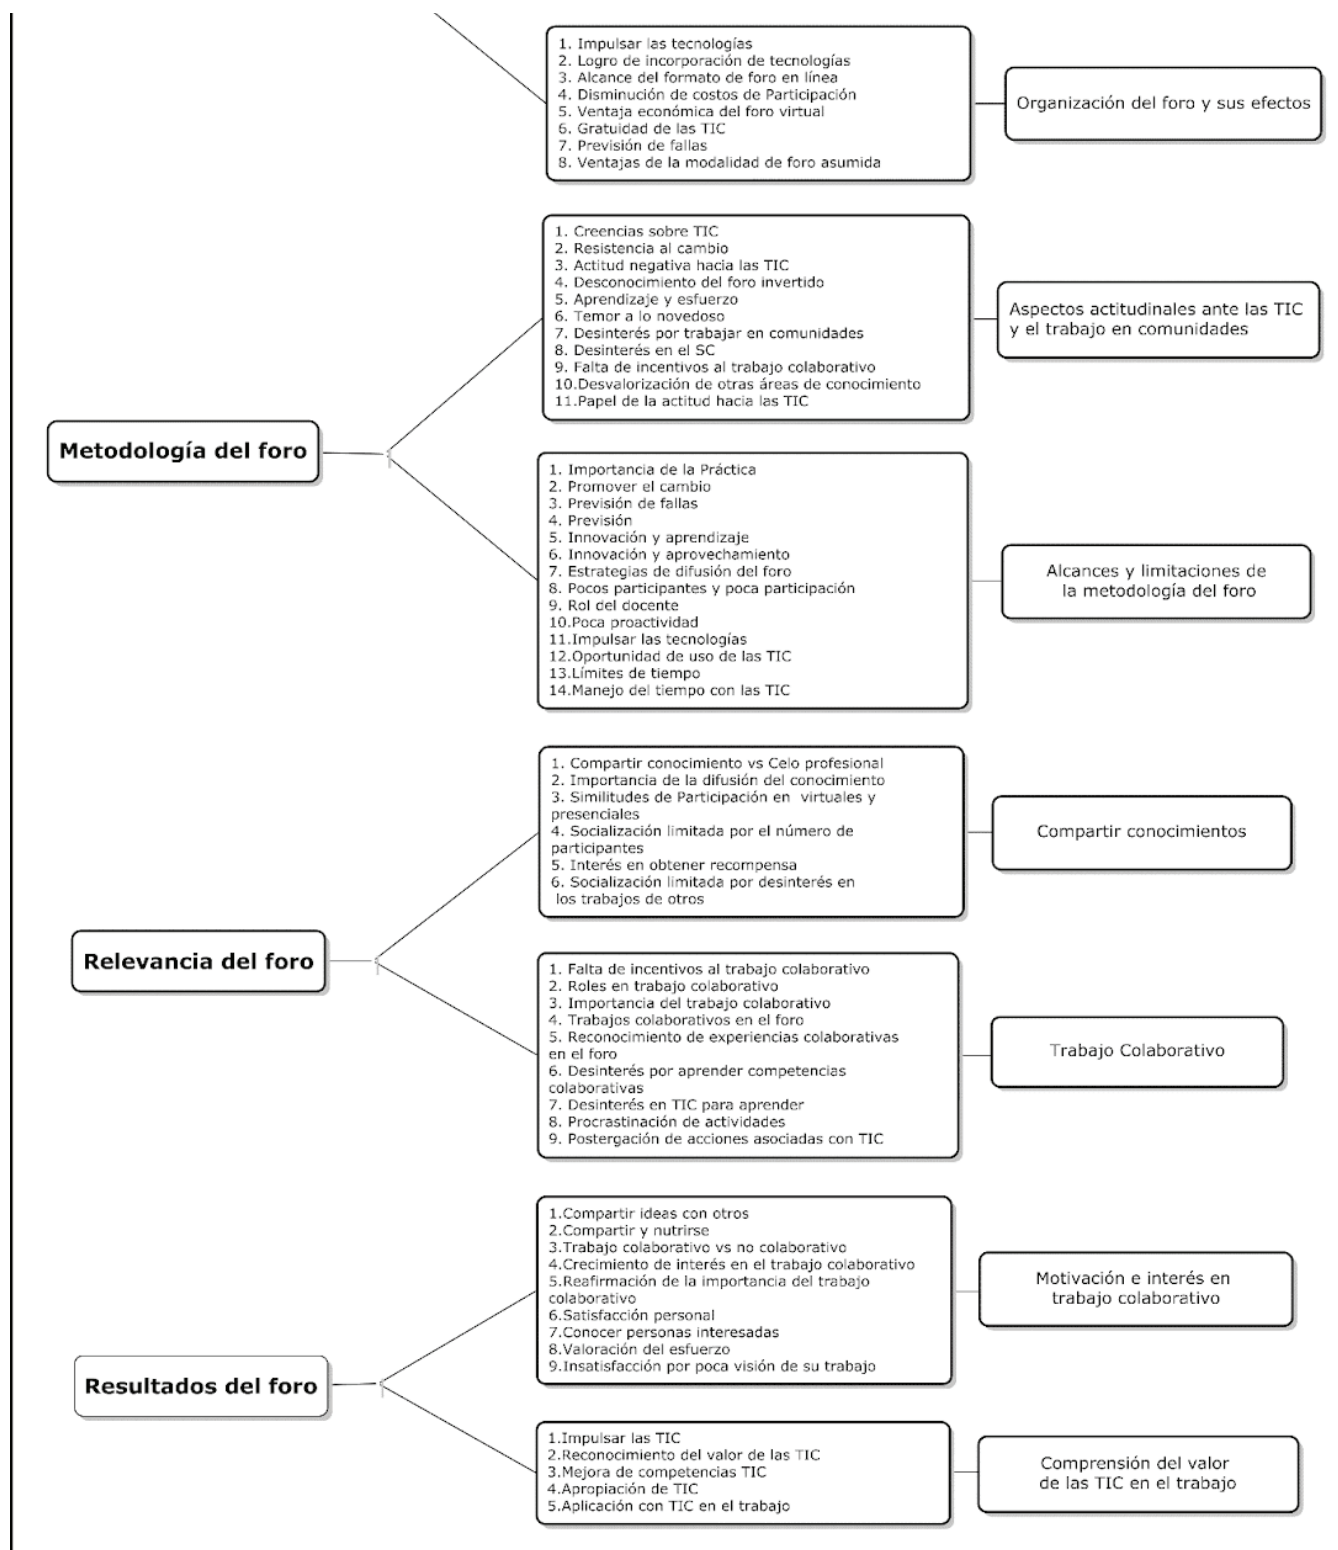 1. Impulsar las tecnologías
2. Logro de incorporación de tecnologías
3. Alcance del formato de foro en línea
4. Disminución de costos de Participación
5. Ventaja económica del foro virtual
6. Gratuidad de las TIC
7. Previsión de fallas
8. Ventajas de la modalidad de foro asumida
Organización del foro y sus efectos
Metodología del foro
1. Creencias sobre TIC
2. Resistencia al cambio
3. Actitud negativa hacia las TIC
4. Desconocimiento del foro invertido
5. Aprendizaje y esfuerzo
6. Temor a lo novedoso
7. Desinterés por trabajar en comunidades
8. Desinterés en el SC
9. Falta de incentivos al trabajo colaborativo
10.Desvalorización de otras áreas de conocimiento
11.Papel de la actitud hacia las TIC
Aspectos actitudinales ante las TIC
y el trabajo en comunidades
1. Importancia de la Práctica
2. Promover el cambio
3. Previsión de fallas
4. Previsión
5. Innovación y aprendizaje
6. Innovación y aprovechamiento
7. Estrategias de difusión del foro
8. Pocos participantes y poca participación
9. Rol del docente
10.Poca proactividad
11.Impulsar las tecnologías
12.Oportunidad de uso de las TIC
13.Límites de tiempo
14.Manejo del tiempo con las TIC
Alcances y limitaciones de
la metodología del foro
Relevancia del foro
1. Compartir conocimiento vs Celo profesional
2. Importancia de la difusión del conocimiento
3. Similitudes de Participación en virtuales y
presenciales
4. Socialización limitada por el número de
participantes
5. Interés en obtener recompensa
6. Socialización limitada por desinterés en
los trabajos de otros
Compartir conocimientos
1. Falta de incentivos al trabajo colaborativo
2. Roles en trabajo colaborativo
3. Importancia del trabajo colaborativo
4. Trabajos colaborativos en el foro
5. Reconocimiento de experiencias colaborativas
en el foro
6. Desinterés por aprender competencias
colaborativas
7. Desinterés en TIC para aprender
8. Procrastinación de actividades
9. Postergación de acciones asociadas con TIC
Trabajo Colaborativo
Resultados del foro
1.Compartir ideas con otros
2.Compartir y nutrirse
3.Trabajo colaborativo vs no colaborativo
4.Crecimiento de interés en el trabajo colaborativo
5.Reafirmación de la importancia del trabajo
colaborativo
6.Satisfacción personal
7.Conocer personas interesadas
8.Valoración del esfuerzo
9.Insatisfacción por poca visión de su trabajo
Motivación e interés en
trabajo colaborativo
1.Impulsar las TIC
2.Reconocimiento del valor de las TIC
3.Mejora de competencias TIC
4.Apropiación de TIC
5.Aplicación con TIC en el trabajo
Comprensión del valor
de las TIC en el trabajo